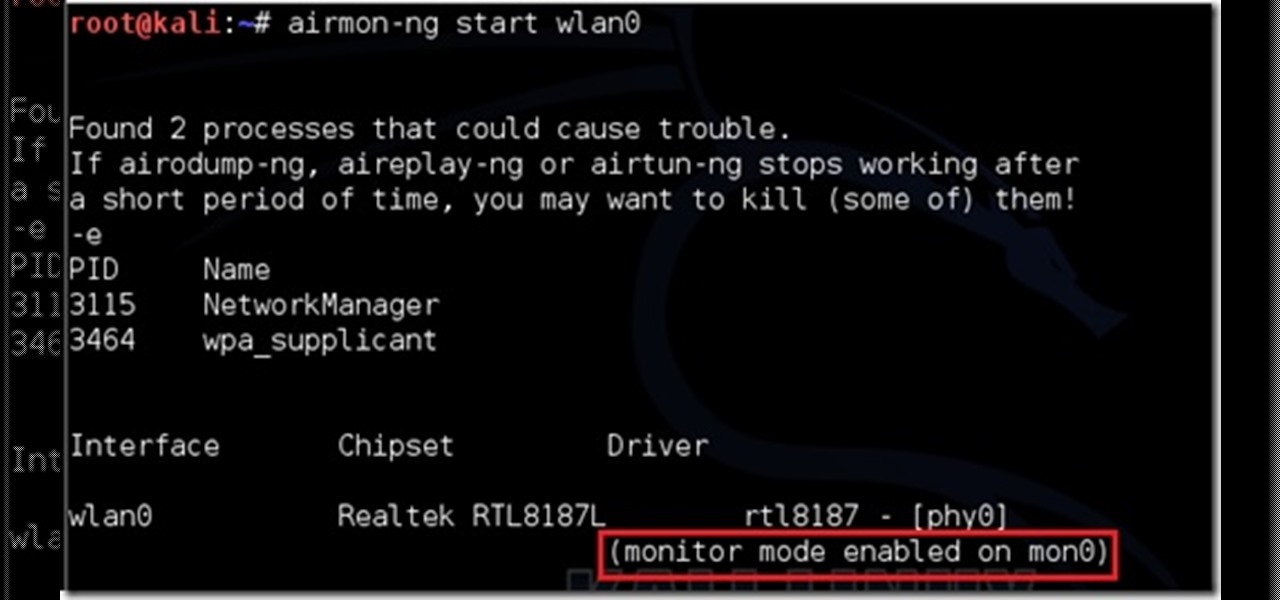 root@kali:~# airmon-ng start wlan0
Found 2 processes that could cause trouble.
If airodump-ng, aireplay-ng or airtun-ng stops working after
a short period of time, you may want to kill (some of) them!
-e
PID Name
3115 NetworkManager
3464 wpa_supplicant
Interface Chipset Driver
wlan0 Realtek RTL8187L rtl8187 - [phy0]
(monitor mode enabled on mon0)